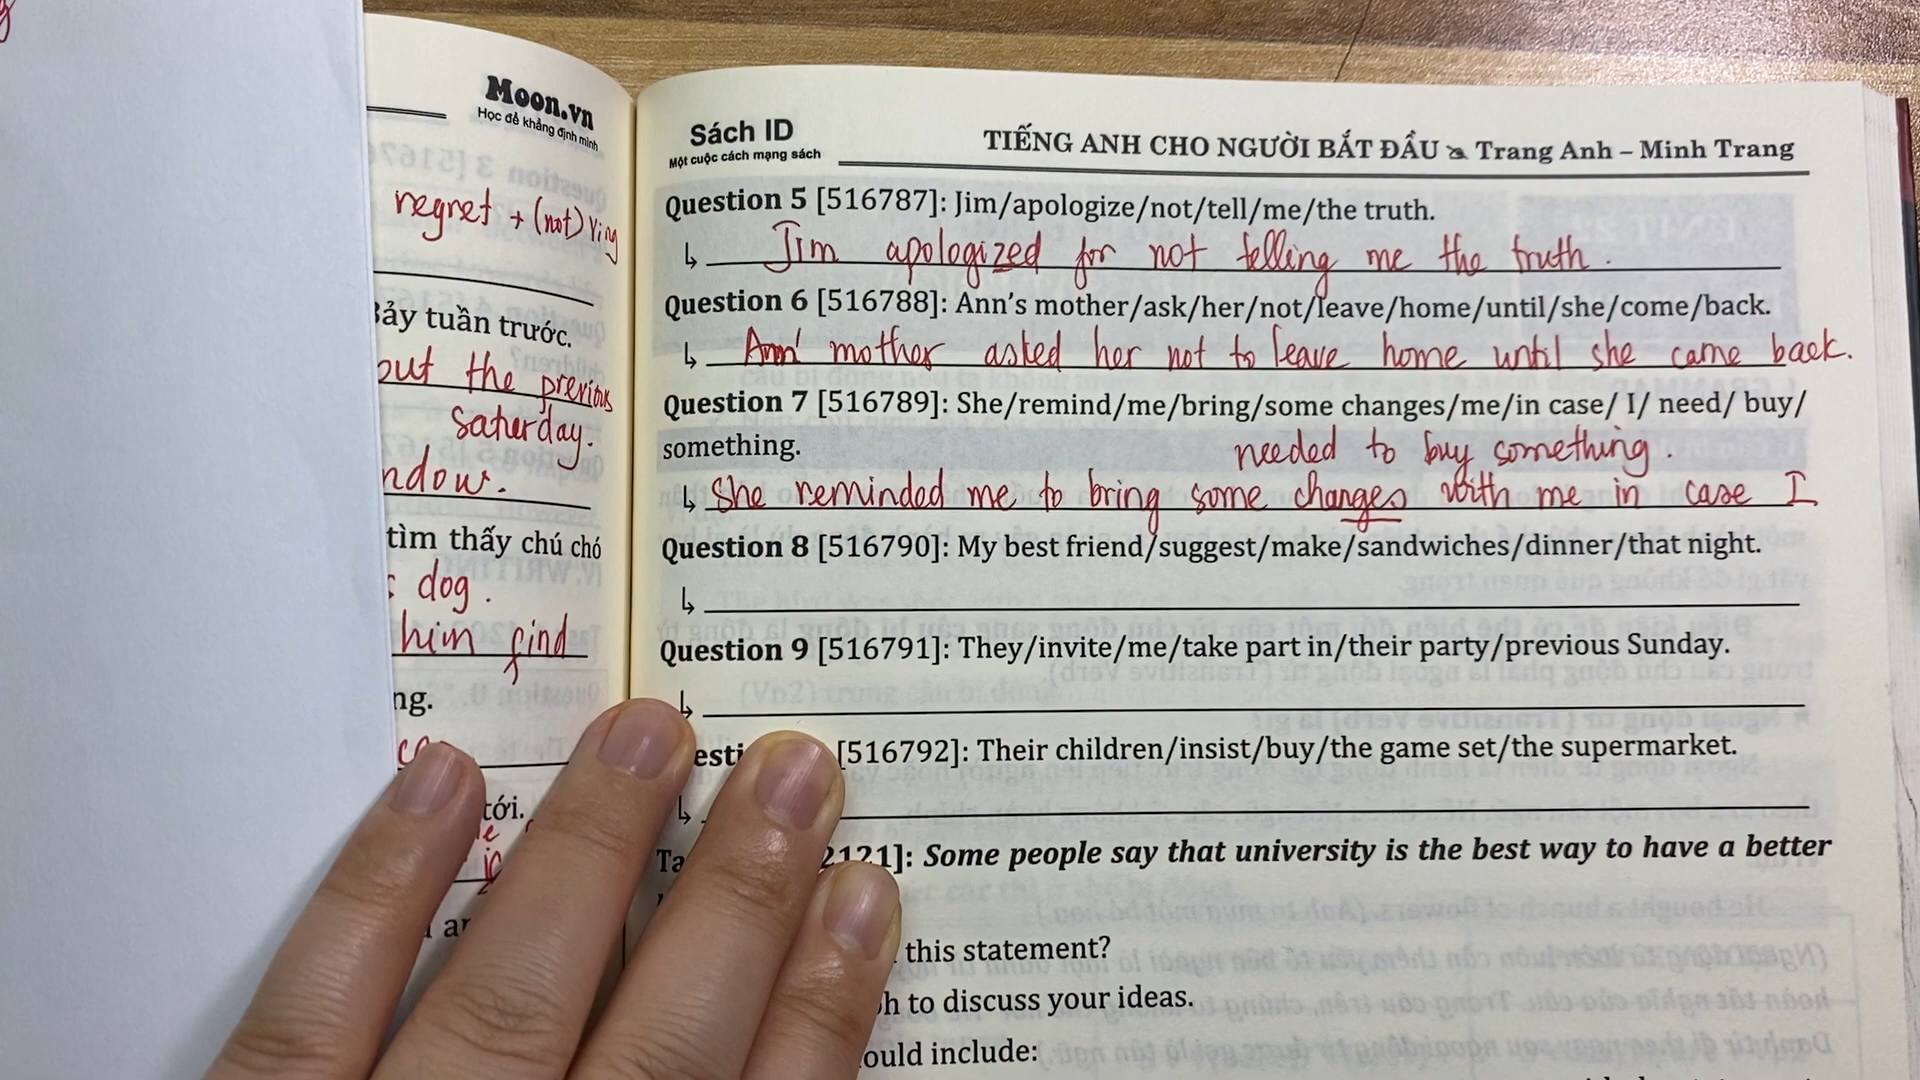 Moon.vn
Học để khẳng định mình
regret + (not) Ving
Bảy tuần trước.
out the previous
saturday.
ndow.
tìm thấy chú chó
dog.
him find
ng.
tới.
Sách ID
Một cuộc cách mạng sách
TIẾNG ANH CHO NGƯỜI BẮT ĐẦU Trang Anh – Minh Trang
Question 5 [516787]: Jim/apologize/not/tell/me/the truth.
↳ Jim apologized for not telling me the truth.
Question 6 [516788]: Ann's mother/ask/her/not/leave/home/until/she/come/back.
↳ Ann' mother asked her not to leave home until she came back.
Question 7 [516789]: She/remind/me/bring/some changes/me/in case/ I/ need/ buy/
something.
needed to buy something.
↳ She reminded me to bring some changes with me in case I
Question 8 [516790]: My best friend/suggest/make/sandwiches/dinner/that night.
↳
Question 9 [516791]: They/invite/me/take part in/their party/previous Sunday.
↳
esti [516792]: Their children/insist/buy/the game set/the supermarket.
↳
Ta 2121]: Some people say that university is the best way to have a better
this statement?
h to discuss your ideas.
ould include: